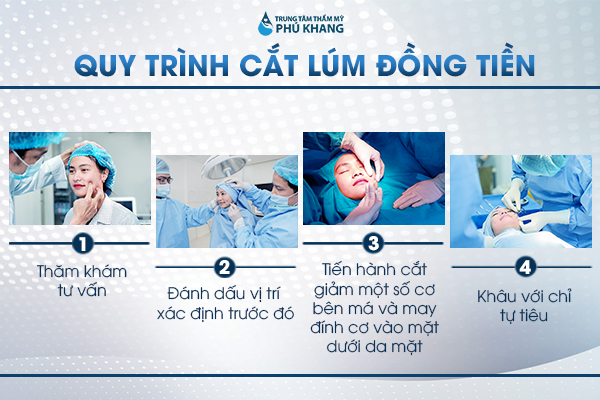 TRUNG TÂM THẨM MỸ
PHÚ KHANG
QUY TRÌNH CẮT LÚM ĐỒNG TIỀN
1
Thăm khám
tư vấn
2
Đánh dấu vị trí
xác định trước đó
3
Tiến hành cắt
giảm một số cơ
bên má và may
đính cơ vào mặt
dưới da mặt
4
Khâu với chỉ
tự tiêu